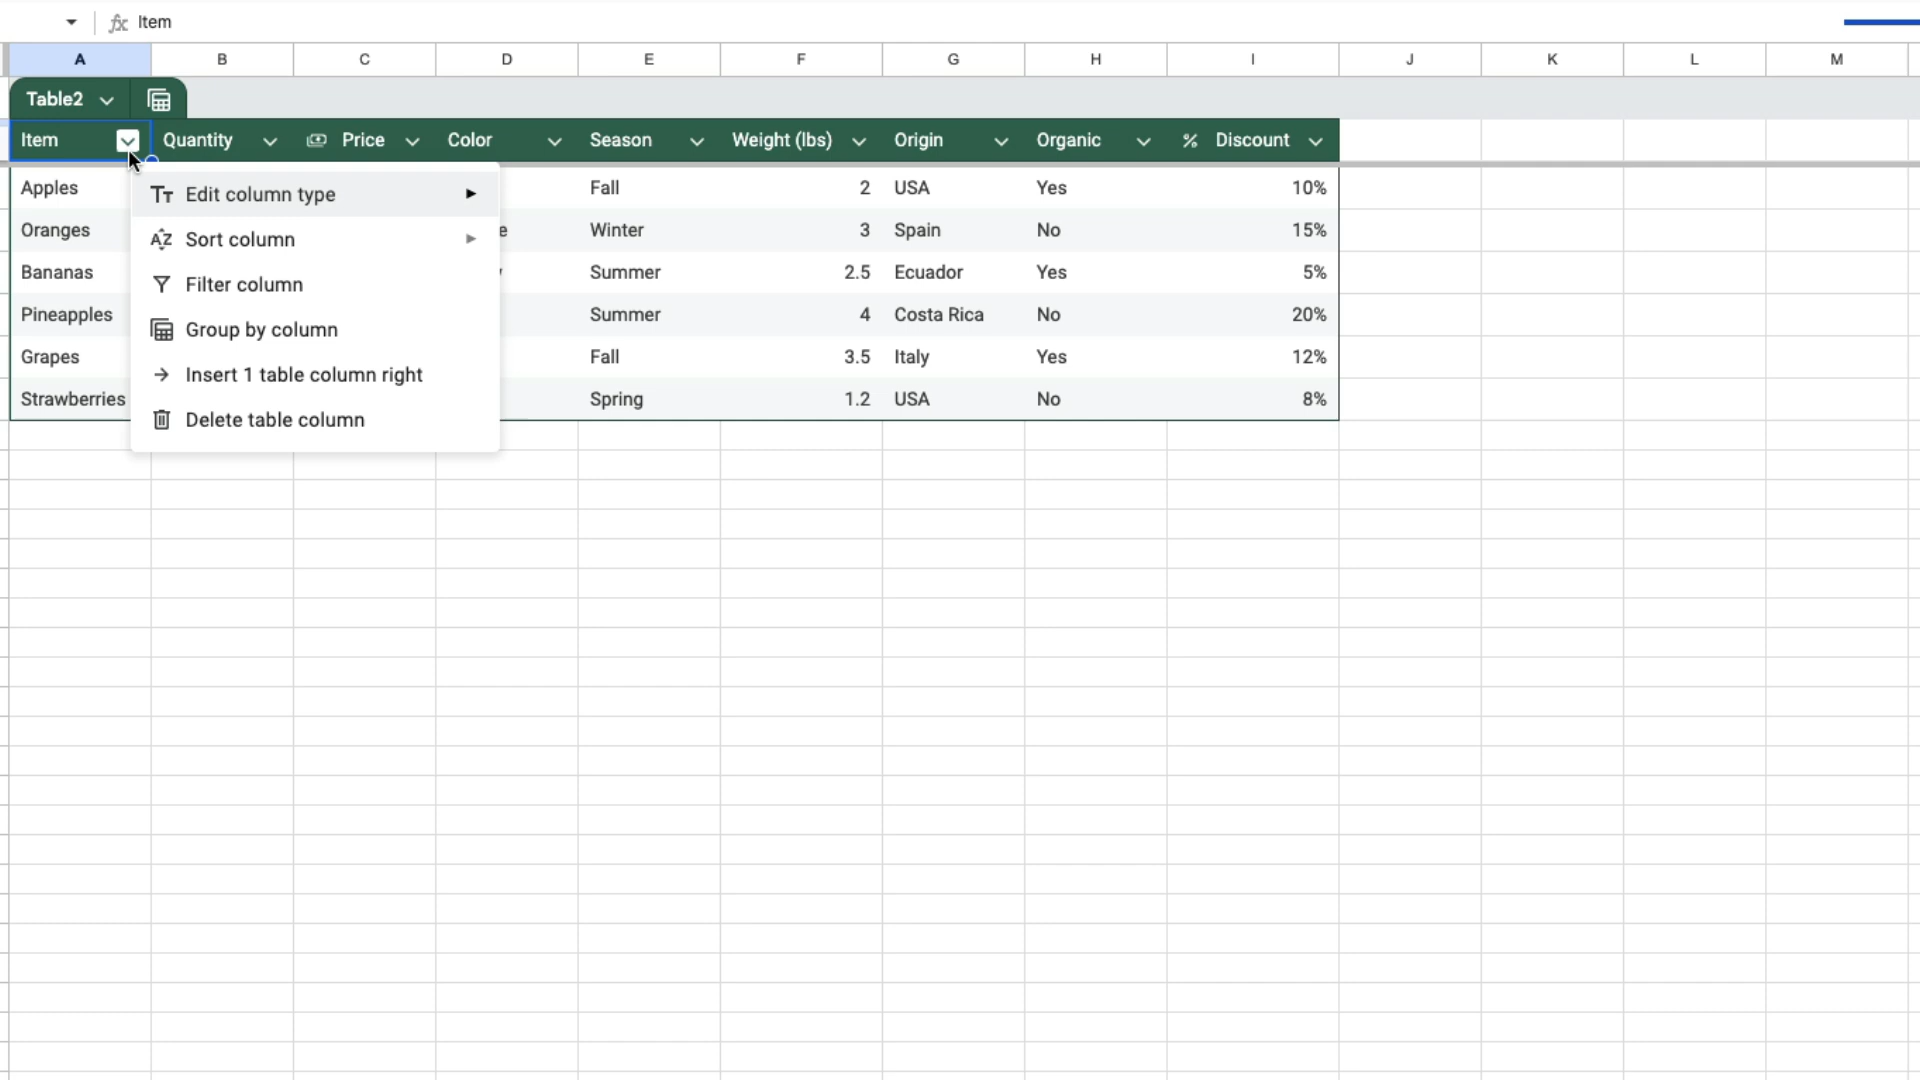 fx Item
A B C D E F G H I J K L M
Table2
Item Quantity Price Color Season Weight (lbs) Origin Organic % Discount
Apples Fall 2 USA Yes 10%
Oranges e Winter 3 Spain No 15%
Bananas Summer 2.5 Ecuador Yes 5%
Pineapples Summer 4 Costa Rica No 20%
Grapes Fall 3.5 Italy Yes 12%
Strawberries Spring 1.2 USA No 8%
Tт Edit column type
AZ Sort column
Filter column
Group by column
Insert 1 table column right
Delete table column